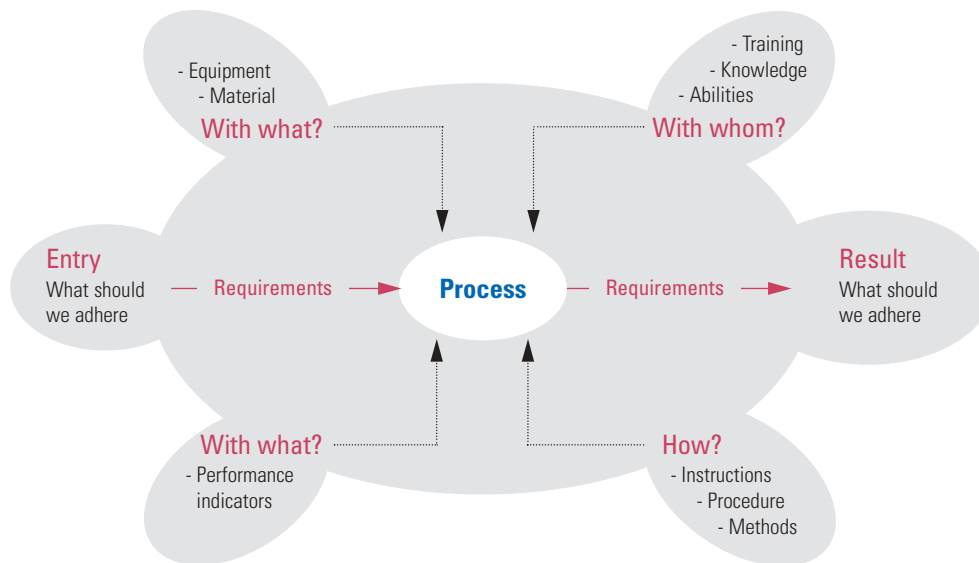 - Equipment
- Material
With what?
- Training
- Knowledge
- Abilities
With whom?
Entry
What should
we adhere
Requirements
Process
Requirements
Result
What should
we adhere
With what?
- Performance
indicators
How?
- Instructions
- Procedure
- Methods